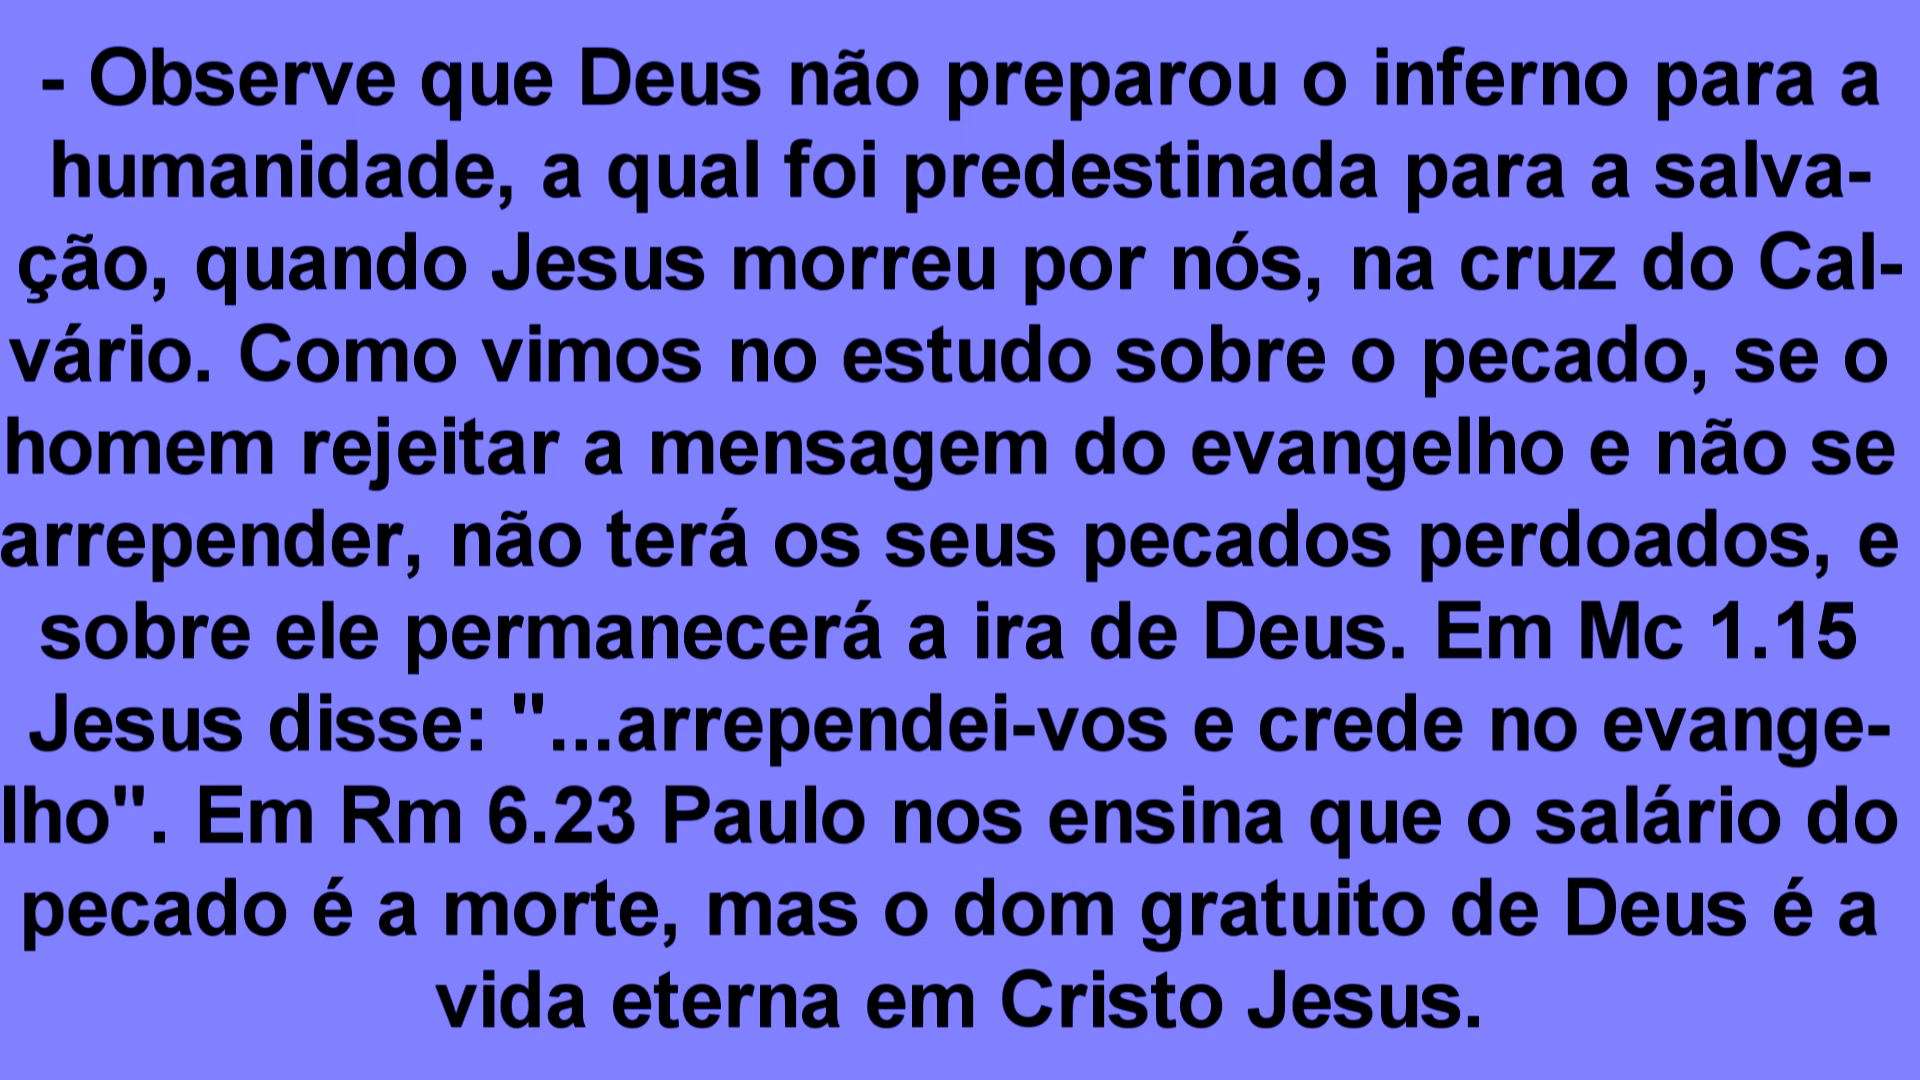 - Observe que Deus não preparou o inferno para a
humanidade, a qual foi predestinada para a salva-
ção, quando Jesus morreu por nós, na cruz do Cal-
vário. Como vimos no estudo sobre o pecado, se o
homem rejeitar a mensagem do evangelho e não se
arrepender, não terá os seus pecados perdoados, e
sobre ele permanecerá a ira de Deus. Em Mc 1.15
Jesus disse: "...arrependei-vos e crede no evange-
lho". Em Rm 6.23 Paulo nos ensina que o salário do
pecado é a morte, mas o dom gratuito de Deus é a
vida eterna em Cristo Jesus.